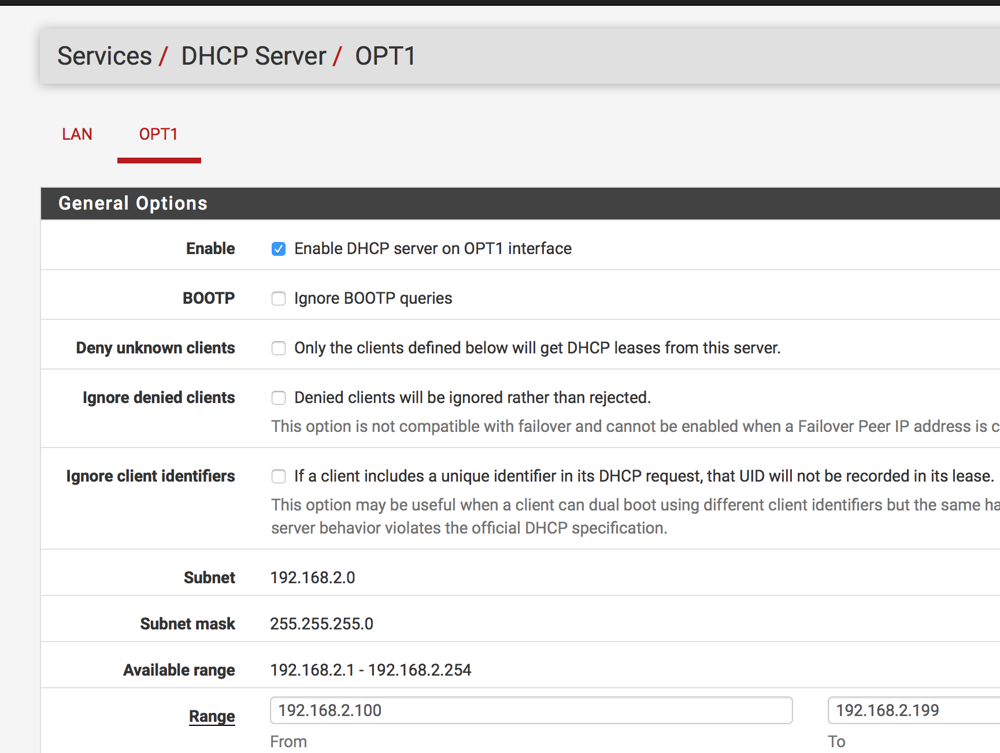 Services / DHCP Server / OPT1
LAN OPT1
General Options
Enable Enable DHCP server on OPT1 interface
BOOTP Ignore BOOTP queries
Deny unknown clients Only the clients defined below will get DHCP leases from this server.
Ignore denied clients Denied clients will be ignored rather than rejected.
This option is not compatible with failover and cannot be enabled when a Failover Peer IP address is
Ignore client identifiers If a client includes a unique identifier in its DHCP request, that UID will not be recorded in its lease.
This option may be useful when a client can dual boot using different client identifiers but the same
server behavior violates the official DHCP specification.
Subnet 192.168.2.0
Subnet mask 255.255.255.0
Available range 192.168.2.1 - 192.168.2.254
Range 192.168.2.100 192.168.2.199
From To